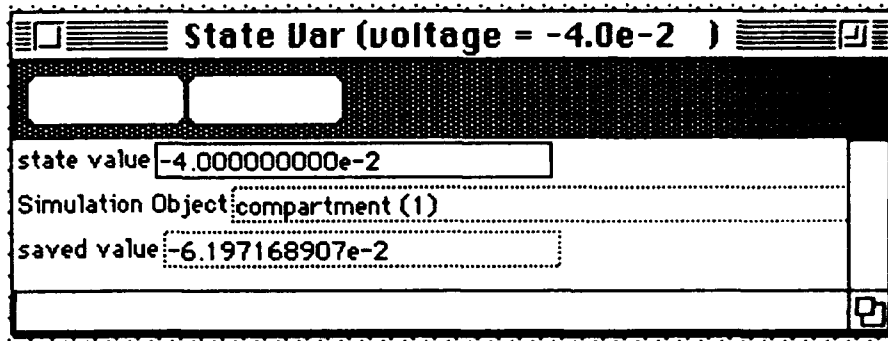 State Var (voltage = -4.0e-2 )
state value -4.000000000e-2
Simulation Object compartment (1)
saved value -6.197168907e-2